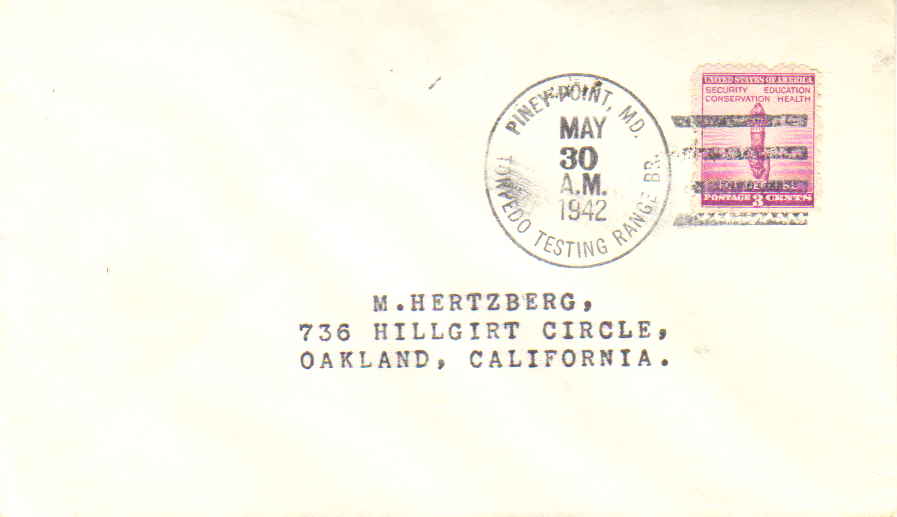 PINEY POINT, MD.
MAY
30
A.M.
1942
TORPEDO TESTING RANGE BR.
UNITED STATES OF AMERICA
SECURITY EDUCATION
CONSERVATION HEALTH
POSTAGE 3 CENTS
M.HERTZBERG,
736 HILLGIRT CIRCLE,
OAKLAND, CALIFORNIA.